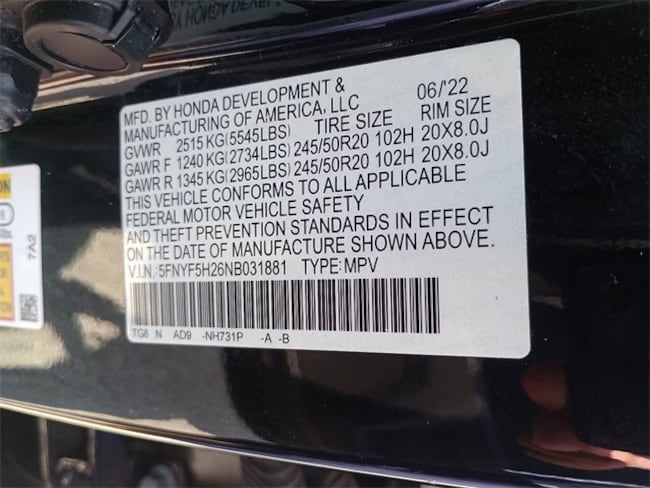 MFD. BY HONDA DEVELOPMENT & 06/'22
MANUFACTURING OF AMERICA, LLC
GVWR 2515 KG(5545LBS) TIRE SIZE RIM SIZE
GAWR F 1240 KG(2734LBS) 245/50R20 102H 20X8.0J
GAWR R 1345 KG(2965LBS) 245/50R20 102H 20X8.0J
THIS VEHICLE CONFORMS TO ALL APPLICABLE
FEDERAL MOTOR VEHICLE SAFETY
AND THEFT PREVENTION STANDARDS IN EFFECT
ON THE DATE OF MANUFACTURE SHOWN ABOVE.
V.I.N.:5FNYF5H26NB031881 TYPE:MPV
TG8 N AD9 -NH731P -A -B
7A2